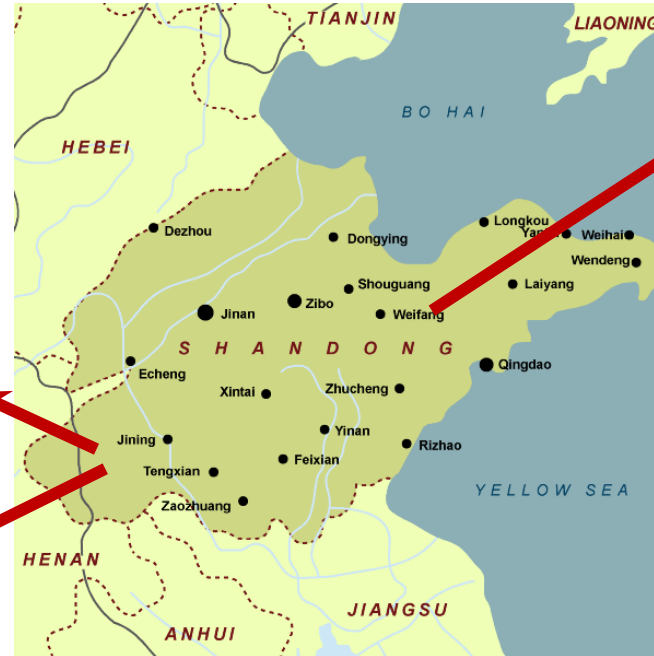 TIANJIN
LIAONING
BO HAI
HEBEI
Longkou
Dezhou
Dongying
Weihai
Wendeng
Shouguang
Laiyang
Zibo
Jinan
Weifang
SHANDONG
Qingdao
Echeng
Xintai
Zhucheng
Yinan
Jining
Rizhao
Feixian
Tengxian
YELLOW SEA
Zaozhuang
HENAN
JIANGSU
ANHUI